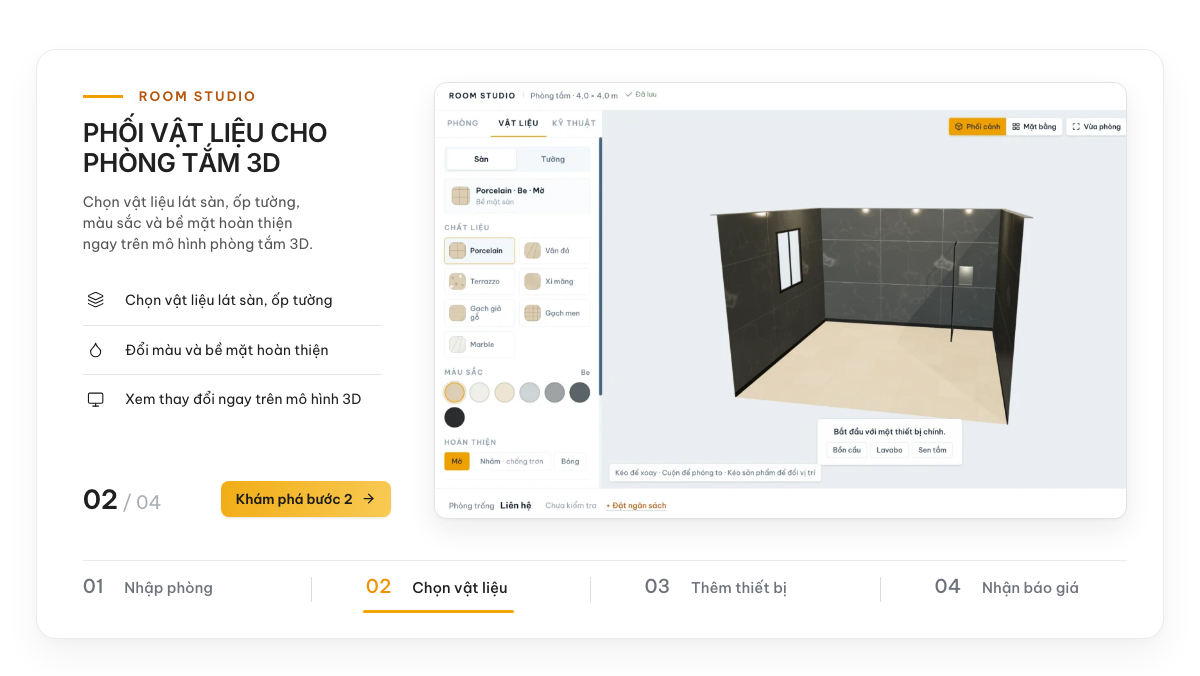 ROOM STUDIO
PHỐI VẬT LIỆU CHO
PHÒNG TẮM 3D
Chọn vật liệu lát sàn, ốp tường,
màu sắc và bề mặt hoàn thiện
ngay trên mô hình phòng tắm 3D.
Chọn vật liệu lát sàn, ốp tường
Đổi màu và bề mặt hoàn thiện
Xem thay đổi ngay trên mô hình 3D
02 / 04
Khám phá bước 2
ROOM STUDIO Phòng tắm · 4,0 × 4,0 m Đã lưu
PHÒNG VẬT LIỆU KỸ THUẬT
Sàn Tường
Porcelain · Be · Mờ
Bề mặt sàn
CHẤT LIỆU
Porcelain Vân đá
Terrazzo Xi măng
Gạch giả
gỗ
Gạch men
Marble
MÀU SẮC Be
HOÀN THIỆN
Mờ Nhám · chống trơn Bóng
Phối cảnh Mặt bằng Vừa phòng
Bắt đầu với một thiết bị chính.
Bồn cầu Lavabo Sen tắm
Kéo để xoay · Cuộn để phóng to · Kéo sản phẩm để đổi vị trí
Phòng trống Liên hệ Chưa kiểm tra + Đặt ngân sách
01 Nhập phòng
02 Chọn vật liệu
03 Thêm thiết bị
04 Nhận báo giá